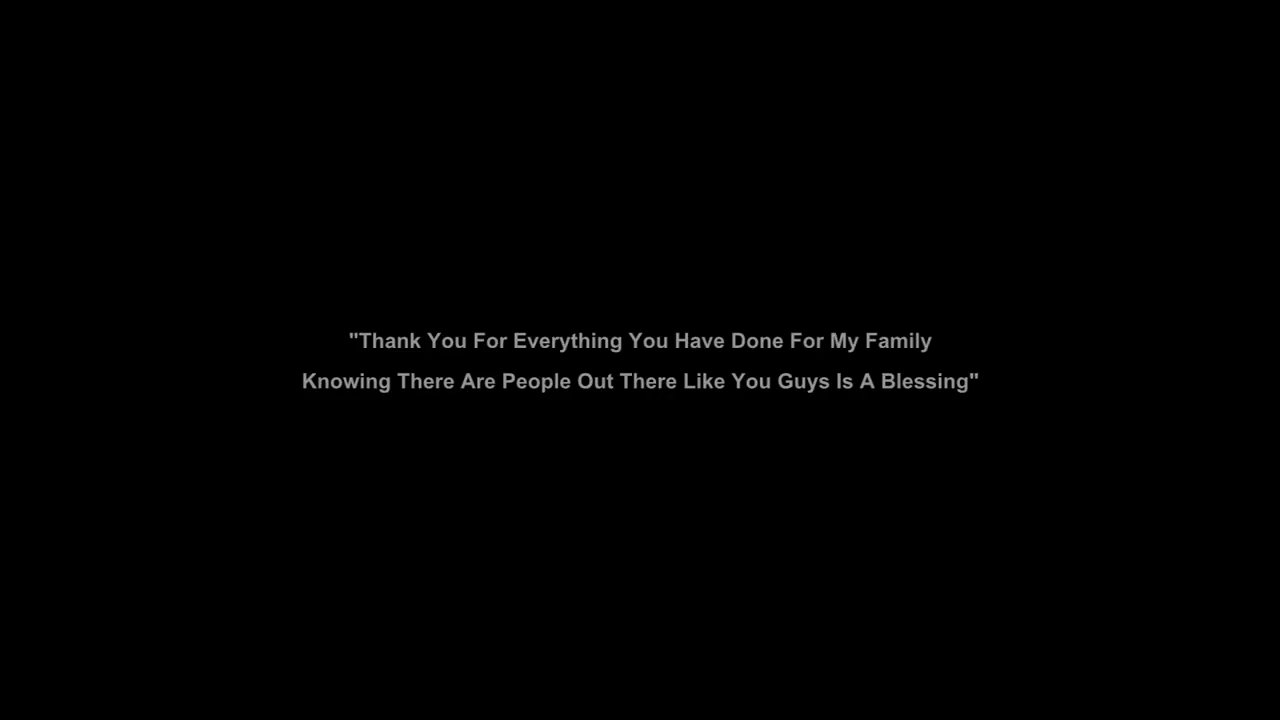 "Thank You For Everything You Have Done For My Family
Knowing There Are People Out There Like You Guys Is A Blessing"